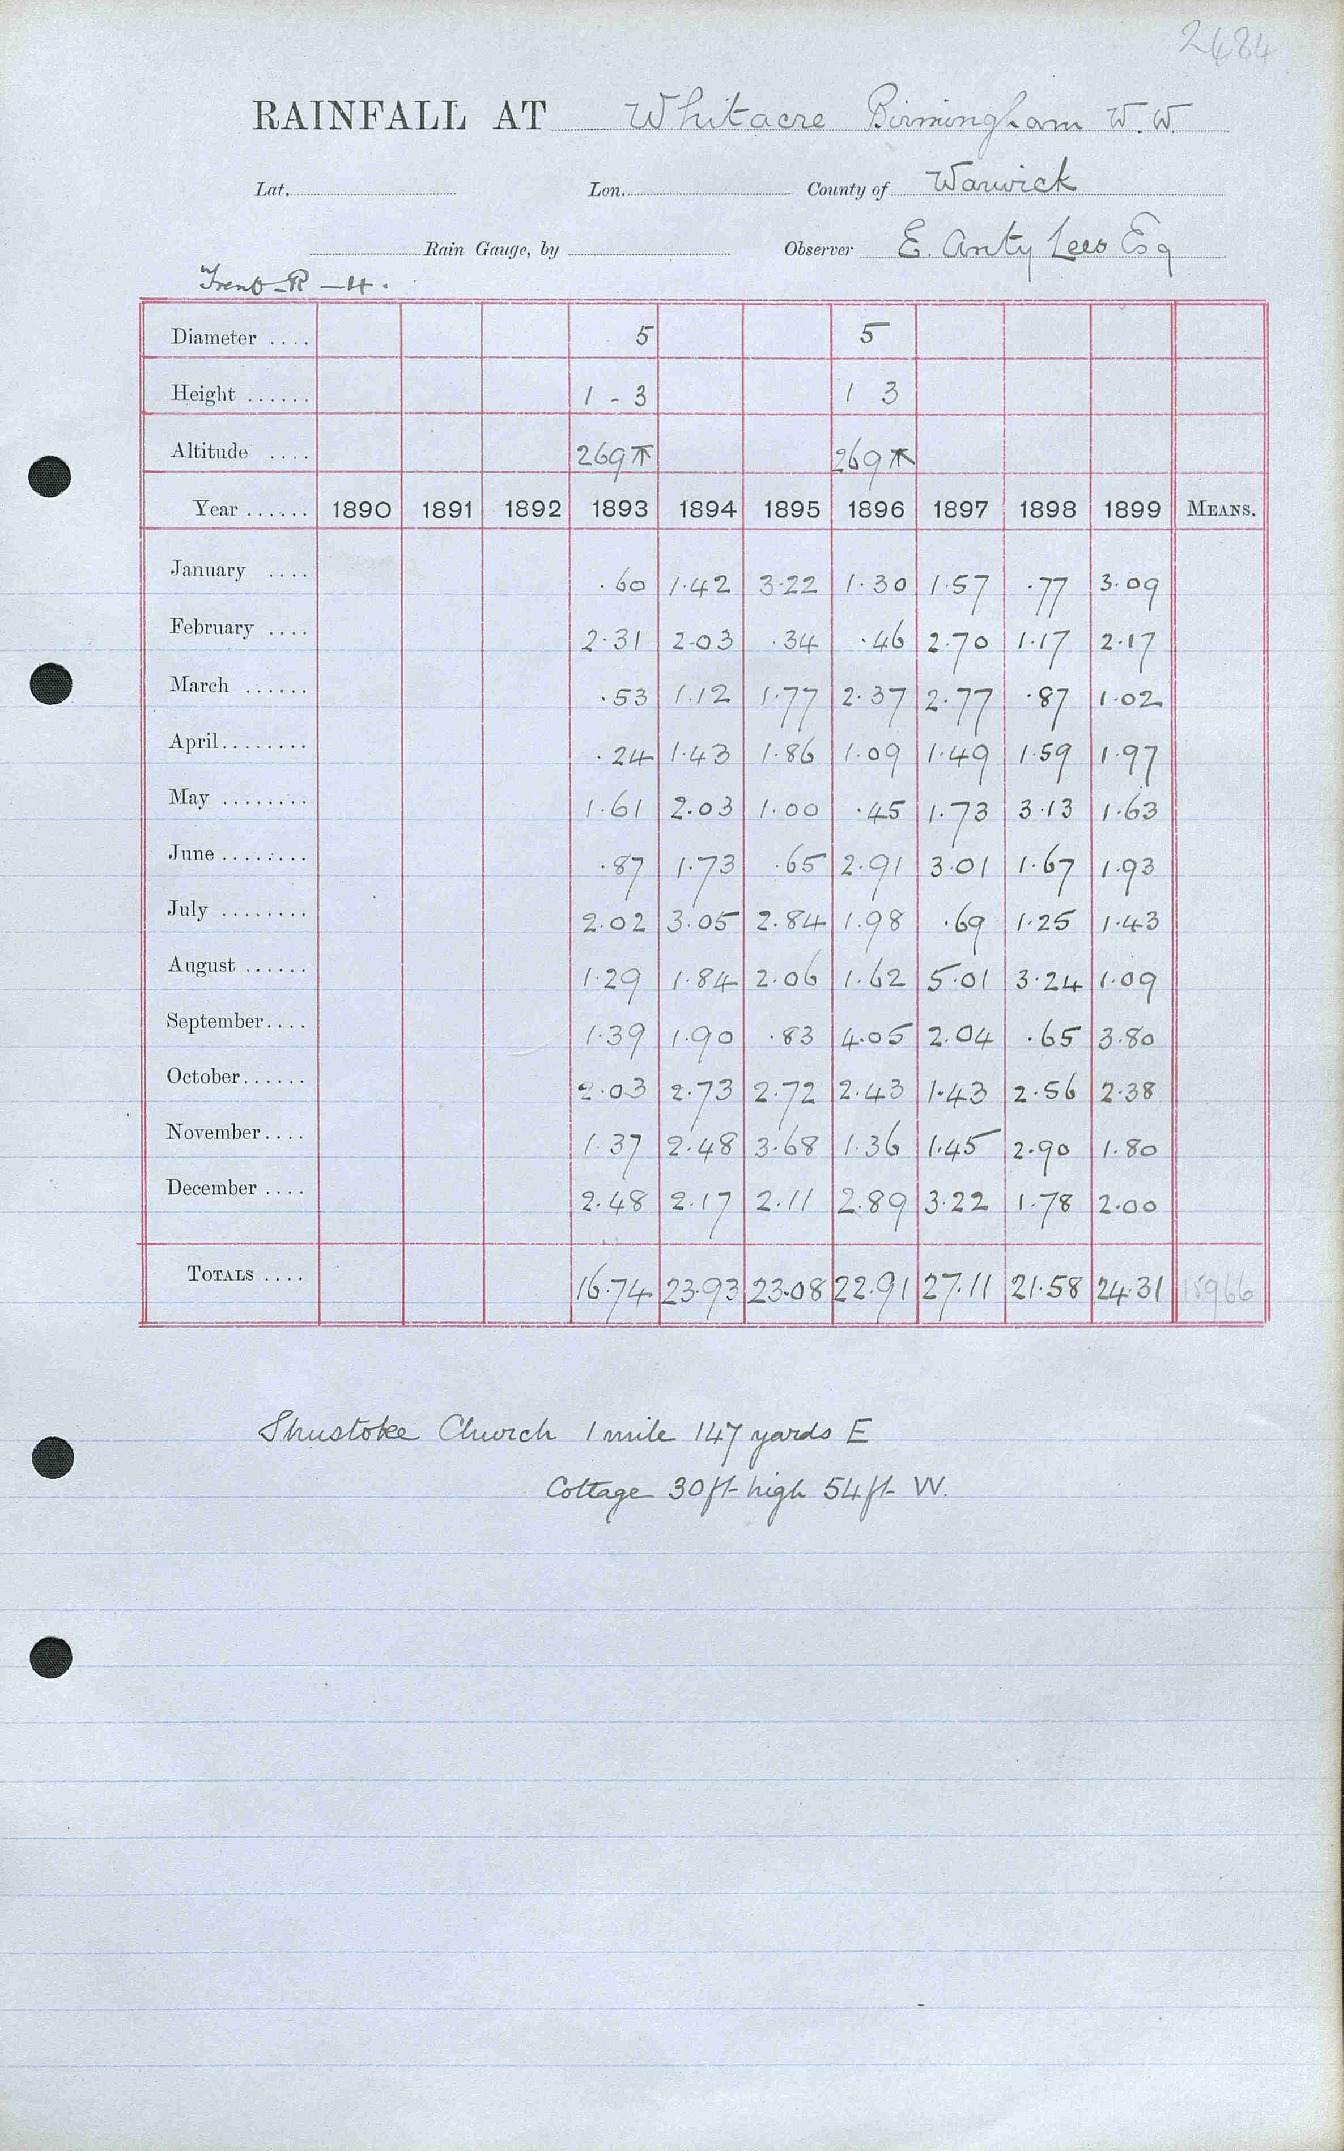 2484
RAINFALL AT Whitacre Birmingham W.W.
Lat. Lon. County of Warwick
Rain Gauge, by Observer E. Anty Lees Esq
Trent R - 4.
Diameter .... 5 5
Height ...... 1 - 3 1 3
Altitude .... 269 269
Year ...... 1890 1891 1892 1893 1894 1895 1896 1897 1898 1899 MEANS.
January .... .60 1.42 3.22 1.30 1.57 .77 3.09
February .... 2.31 2.03 .34 .46 2.70 1.17 2.17
March ...... .53 1.12 1.77 2.37 2.77 .87 1.02
April........ .24 1.43 1.86 1.09 1.49 1.59 1.97
May ........ 1.61 2.03 1.00 .45 1.73 3.13 1.63
June ........ .87 1.73 .65 2.91 3.01 1.67 1.93
July ........ 2.02 3.05 2.84 1.98 .69 1.25 1.43
August ...... 1.29 1.84 2.06 1.62 5.01 3.24 1.09
September.... 1.39 1.90 .83 4.05 2.04 .65 3.80
October...... 2.03 2.73 2.72 2.43 1.43 2.56 2.38
November.... 1.37 2.48 3.68 1.36 1.45 2.90 1.80
December .... 2.48 2.17 2.11 2.89 3.22 1.78 2.00
TOTALS .... 16.74 23.93 23.08 22.91 27.11 21.58 24.31 15966
Shustoke Church 1 mile 147 yards E
Cottage 30ft high 54ft W.